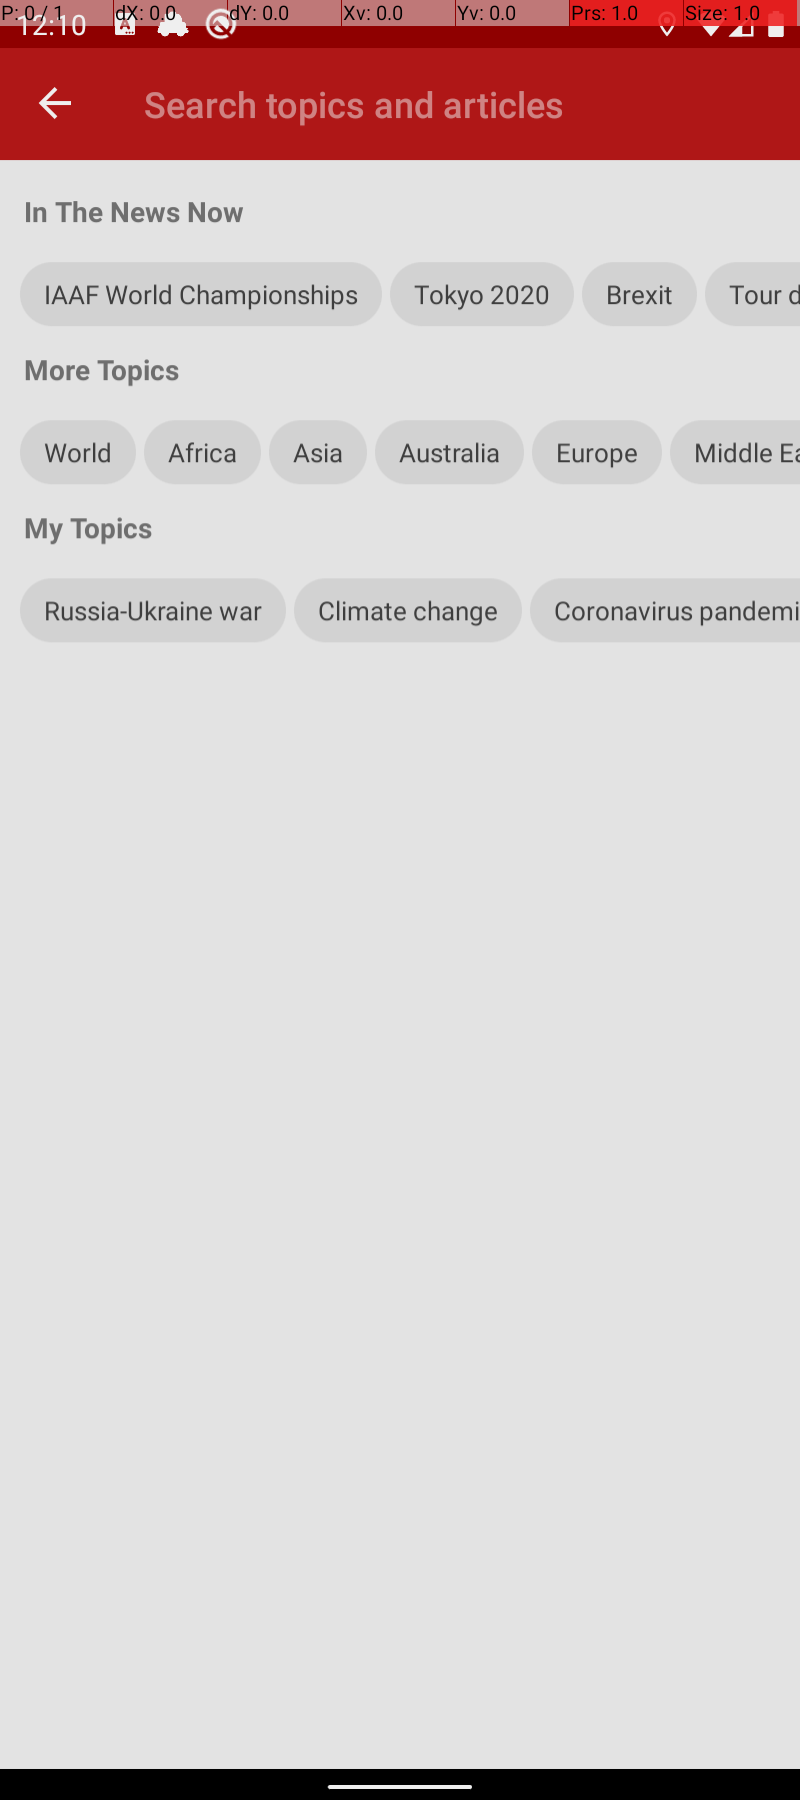 P: 0 / 1 dX: 0.0 dY: 0.0 Xv: 0.0 Yv: 0.0 Prs: 1.0 Size: 1.0
12:10
Search topics and articles
In The News Now
IAAF World Championships Tokyo 2020 Brexit Tour d
More Topics
World Africa Asia Australia Europe Middle Ea
My Topics
Russia-Ukraine war Climate change Coronavirus pandemi